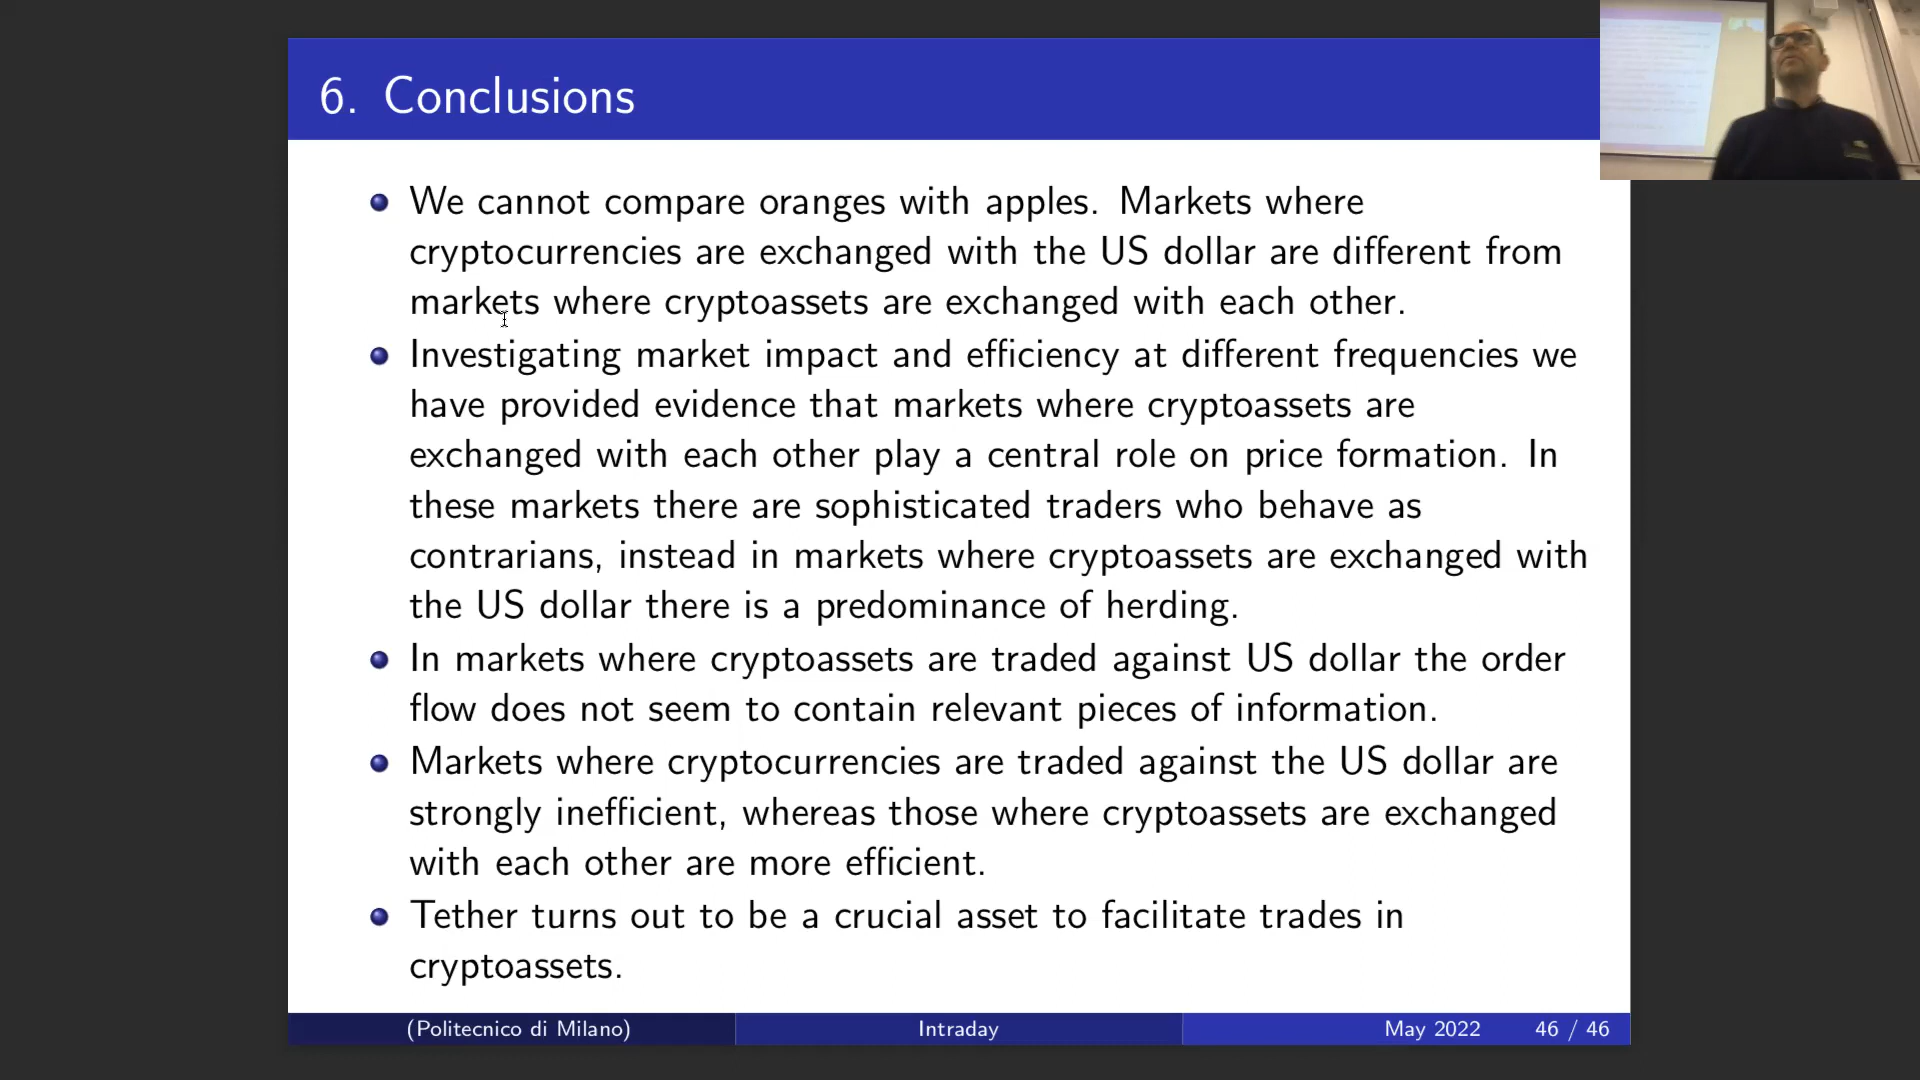 6. Conclusions
We cannot compare oranges with apples. Markets where
cryptocurrencies are exchanged with the US dollar are different from
markets where cryptoassets are exchanged with each other.
Investigating market impact and efficiency at different frequencies we
have provided evidence that markets where cryptoassets are
exchanged with each other play a central role on price formation. In
these markets there are sophisticated traders who behave as
contrarians, instead in markets where cryptoassets are exchanged with
the US dollar there is a predominance of herding.
In markets where cryptoassets are traded against US dollar the order
flow does not seem to contain relevant pieces of information.
Markets where cryptocurrencies are traded against the US dollar are
strongly inefficient, whereas those where cryptoassets are exchanged
with each other are more efficient.
Tether turns out to be a crucial asset to facilitate trades in
cryptoassets.
(Politecnico di Milano) Intraday May 2022 46 / 46